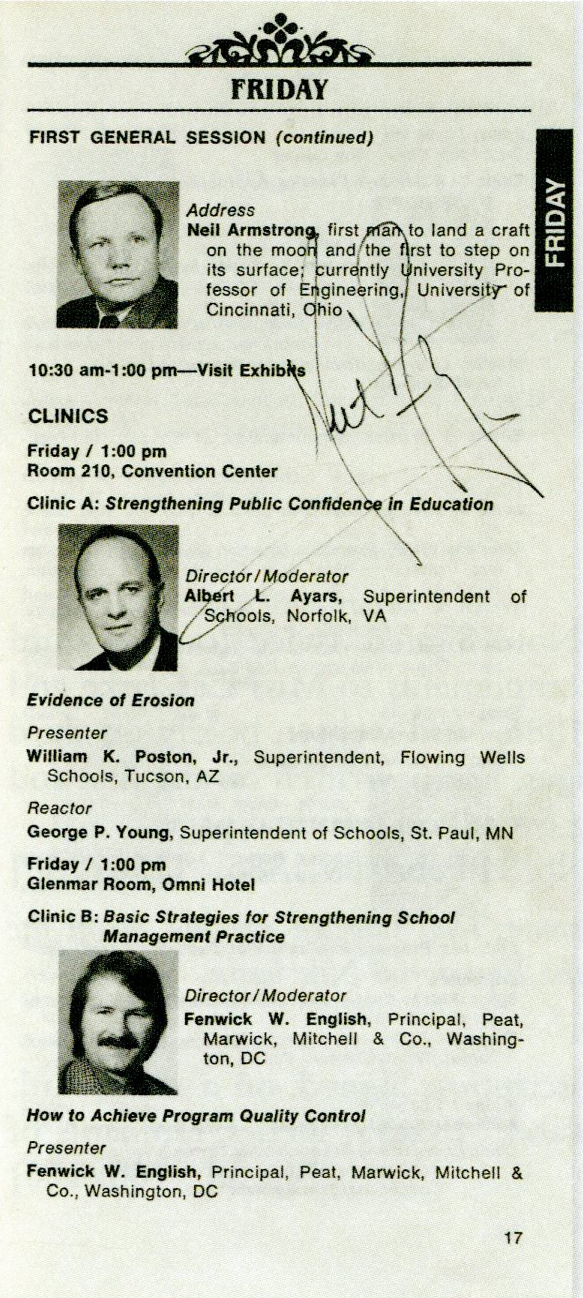 FRIDAY
FIRST GENERAL SESSION (continued)
FRIDAY
Address
Neil Armstrong, first man to land a craft
on the moon and the first to step on
its surface; currently University Pro-
fessor of Engineering, University of
Cincinnati, Ohio
10:30 am-1:00 pm—Visit Exhibits
CLINICS
Friday / 1:00 pm
Room 210, Convention Center
Clinic A: Strengthening Public Confidence in Education
Director/Moderator
Albert L. Ayars, Superintendent of
Schools, Norfolk, VA
Evidence of Erosion
Presenter
William K. Poston, Jr., Superintendent, Flowing Wells
Schools, Tucson, AZ
Reactor
George P. Young, Superintendent of Schools, St. Paul, MN
Friday / 1:00 pm
Glenmar Room, Omni Hotel
Clinic B: Basic Strategies for Strengthening School
Management Practice
Director/Moderator
Fenwick W. English, Principal, Peat,
Marwick, Mitchell & Co., Washing-
ton, DC
How to Achieve Program Quality Control
Presenter
Fenwick W. English, Principal, Peat, Marwick, Mitchell &
Co., Washington, DC
17